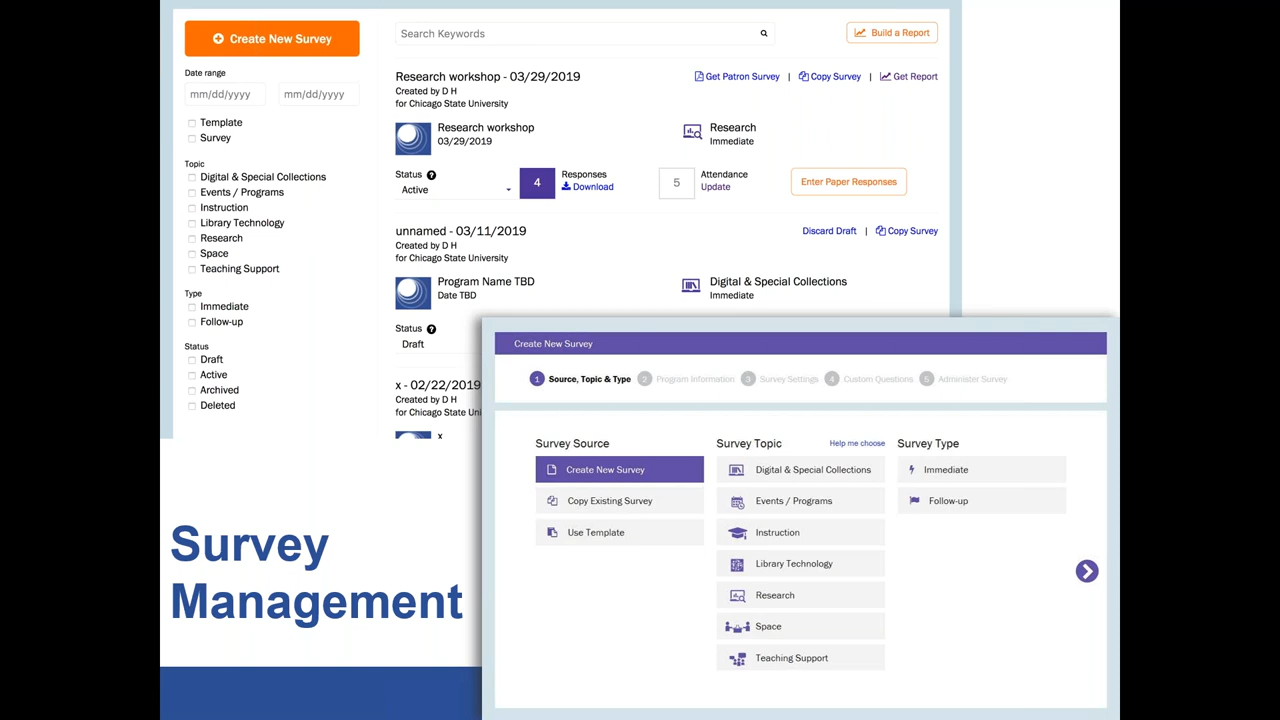 Create New Survey
Date range
mm/dd/yyyy mm/dd/yyyy
Template
Survey
Topic
Digital & Special Collections
Events / Programs
Instruction
Library Technology
Research
Space
Teaching Support
Type
Immediate
Follow-up
Status
Draft
Active
Archived
Deleted
Search Keywords
Build a Report
Research workshop - 03/29/2019
Get Patron Survey | Copy Survey | Get Report
Created by D H
for Chicago State University
Research workshop
03/29/2019
Research
Immediate
Status
Active
4
Responses
Download
5
Attendance
Update
Enter Paper Responses
unnamed - 03/11/2019
Discard Draft | Copy Survey
Created by D H
for Chicago State University
Program Name TBD
Date TBD
Digital & Special Collections
Immediate
Status
Draft
x - 02/22/2019
Created by D H
for Chicago State Uni
x
Survey
Management
Create New Survey
1 Source, Topic & Type 2 Program Information 3 Survey Settings 4 Custom Questions 5 Administer Survey
Survey Source
Create New Survey
Copy Existing Survey
Use Template
Survey Topic Help me choose
Digital & Special Collections
Events / Programs
Instruction
Library Technology
Research
Space
Teaching Support
Survey Type
Immediate
Follow-up